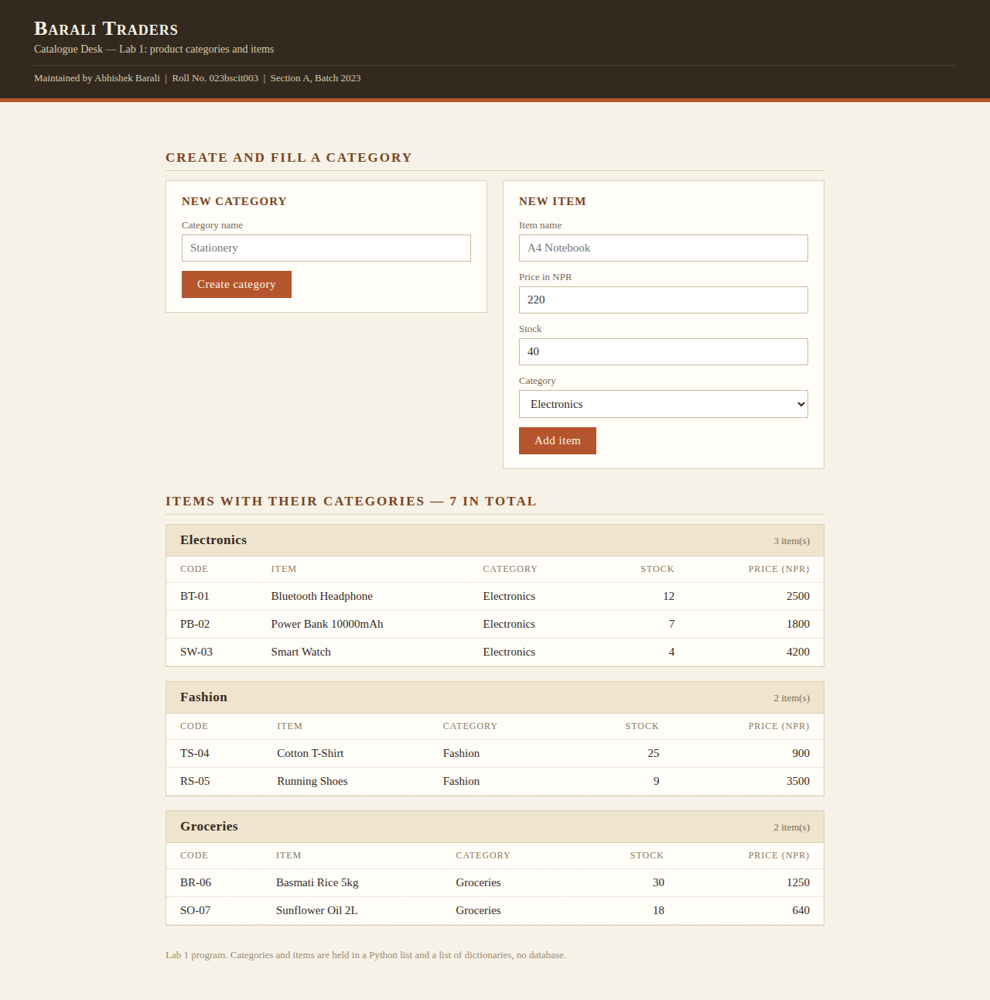 Barali Traders
Catalogue Desk — Lab 1: product categories and items
Maintained by Abhishek Barali | Roll No. 023bscit003 | Section A, Batch 2023
CREATE AND FILL A CATEGORY
NEW CATEGORY
Category name
Stationery
Create category
NEW ITEM
Item name
A4 Notebook
Price in NPR
220
Stock
40
Category
Electronics
Add item
ITEMS WITH THEIR CATEGORIES — 7 IN TOTAL
Electronics 3 item(s)
CODE ITEM CATEGORY STOCK PRICE (NPR)
BT-01 Bluetooth Headphone Electronics 12 2500
PB-02 Power Bank 10000mAh Electronics 7 1800
SW-03 Smart Watch Electronics 4 4200
Fashion 2 item(s)
CODE ITEM CATEGORY STOCK PRICE (NPR)
TS-04 Cotton T-Shirt Fashion 25 900
RS-05 Running Shoes Fashion 9 3500
Groceries 2 item(s)
CODE ITEM CATEGORY STOCK PRICE (NPR)
BR-06 Basmati Rice 5kg Groceries 30 1250
SO-07 Sunflower Oil 2L Groceries 18 640
Lab 1 program. Categories and items are held in a Python list and a list of dictionaries, no database.